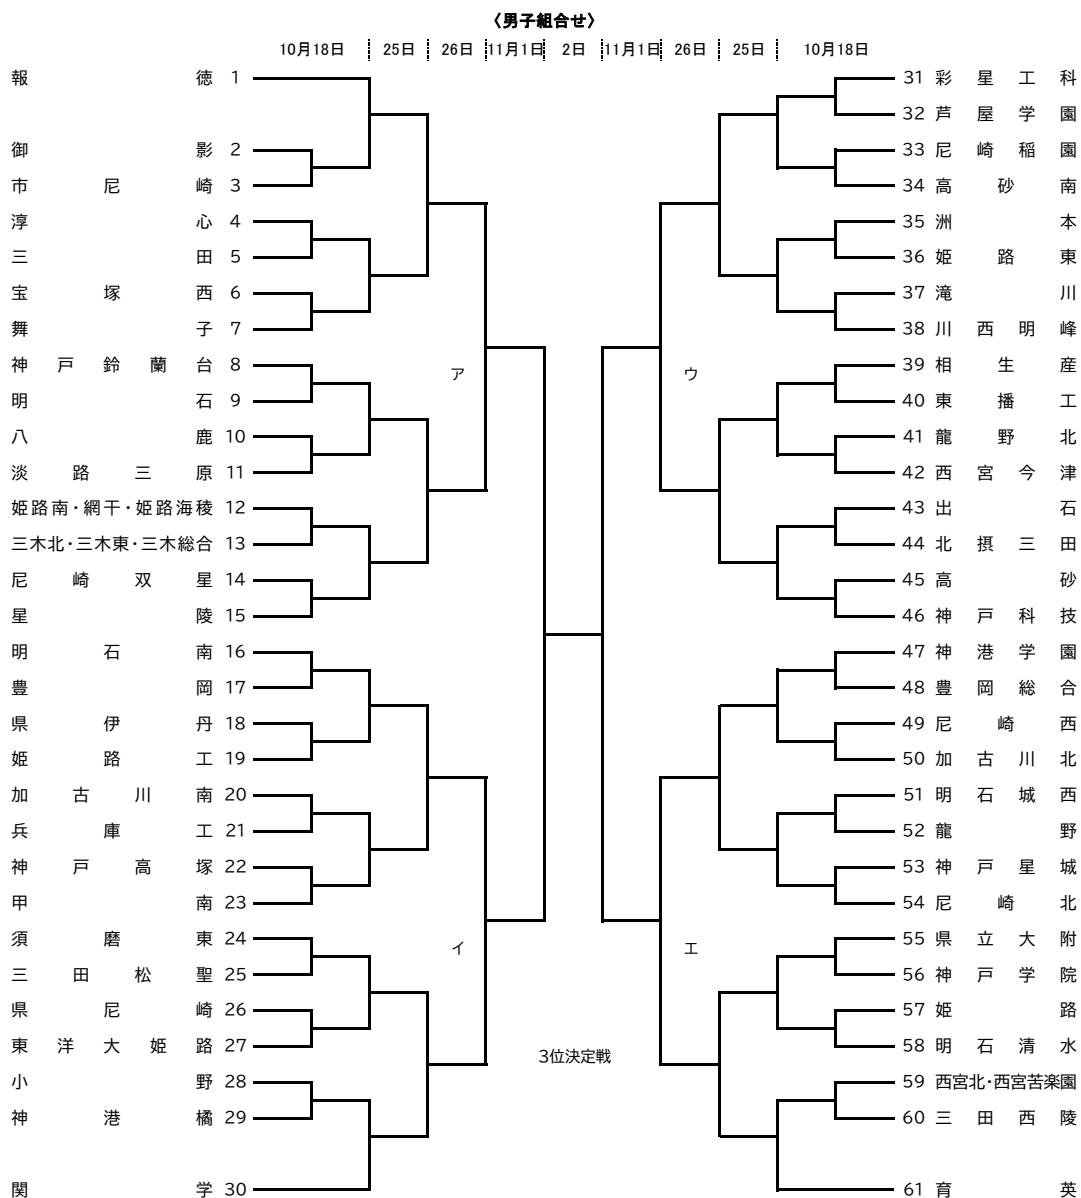 〈男子組合せ〉
10月18日 25日 26日 11月1日 2日 11月1日 26日 25日 10月18日
報徳 1
御影 2
市尼崎 3
淳心 4
三田 5
宝塚西 6
舞子 7
神戸鈴蘭台 8
明石 9
八鹿 10
淡路三原 11
姫路南・網干・姫路海稜 12
三木北・三木東・三木総合 13
尼崎双星 14
星陵 15
明石南 16
豊岡 17
県伊丹 18
姫路工 19
加古川南 20
兵庫工 21
神戸高塚 22
甲南 23
須磨東 24
三田松聖 25
県尼崎 26
東洋大姫路 27
小野 28
神港橘 29
関学 30
ア
イ
ウ
エ
3位決定戦
31 彩星工科
32 芦屋学園
33 尼崎稲園
34 高砂南
35 洲本
36 姫路東
37 滝川
38 川西明峰
39 相生産
40 東播工
41 龍野北
42 西宮今津
43 出石
44 北摂三田
45 高砂
46 神戸科技
47 神港学園
48 豊岡総合
49 尼崎西
50 加古川北
51 明石城西
52 龍野
53 神戸星城
54 尼崎北
55 県立大附
56 神戸学院
57 姫路
58 明石清水
59 西宮北・西宮苦楽園
60 三田西陵
61 育英